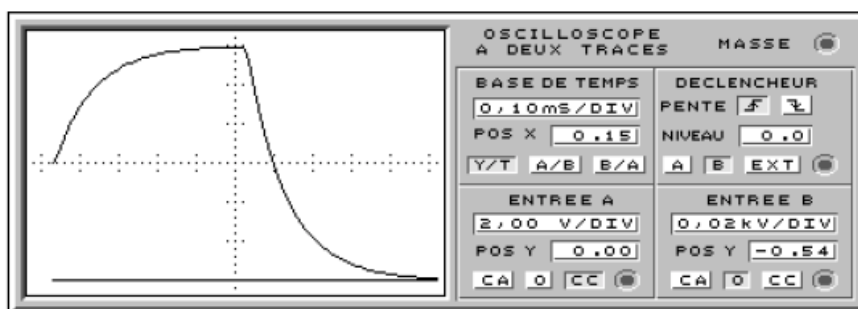 OSCILLOSCOPE
A DEUX TRACES
MASSE
BASE DE TEMPS
0,10mS/DIV
POS X 0.15
Y/T A/B B/A
DECLENCHEUR
PENTE
NIVEAU 0.0
A B EXT
ENTREE A
2,00 V/DIV
POS Y 0.00
CA 0 CC
ENTREE B
0,02kV/DIV
POS Y -0.54
CA 0 CC